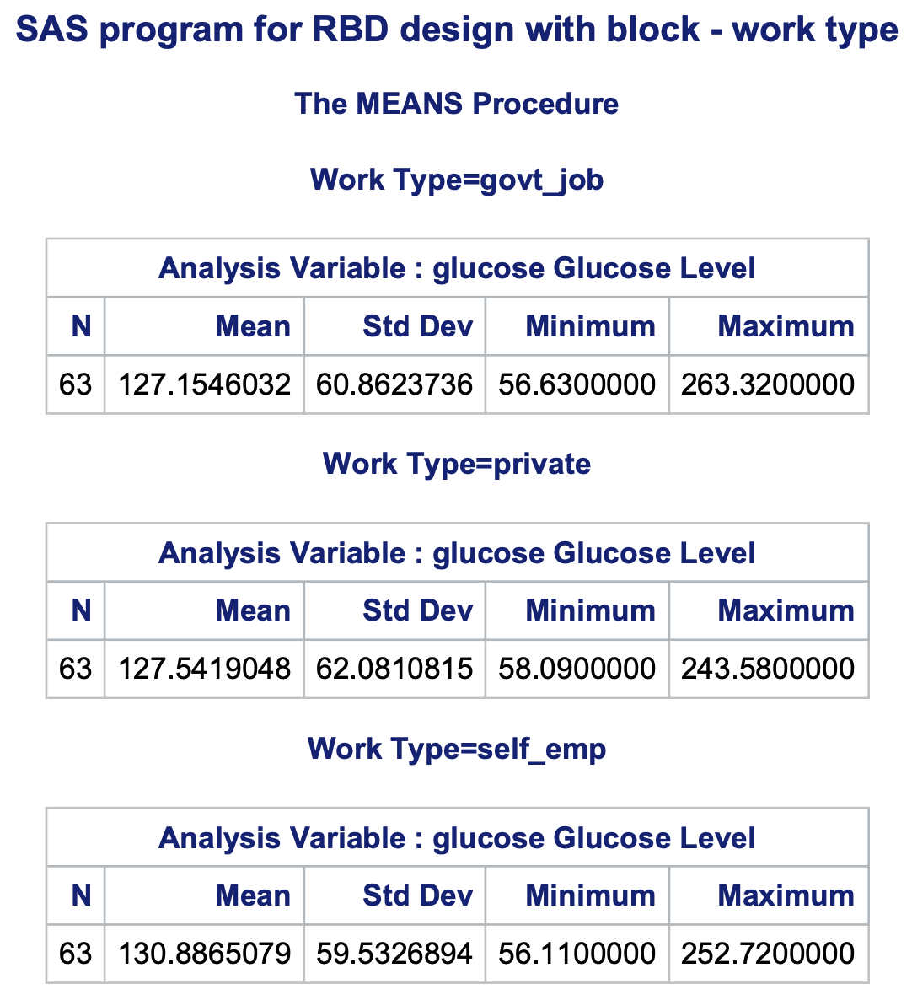 SAS program for RBD design with block - work type
The MEANS Procedure
Work Type=govt_job
Analysis Variable : glucose Glucose Level
N Mean Std Dev Minimum Maximum
63 127.1546032 60.8623736 56.6300000 263.3200000
Work Type=private
Analysis Variable : glucose Glucose Level
N Mean Std Dev Minimum Maximum
63 127.5419048 62.0810815 58.0900000 243.5800000
Work Type=self_emp
Analysis Variable : glucose Glucose Level
N Mean Std Dev Minimum Maximum
63 130.8865079 59.5326894 56.1100000 252.7200000